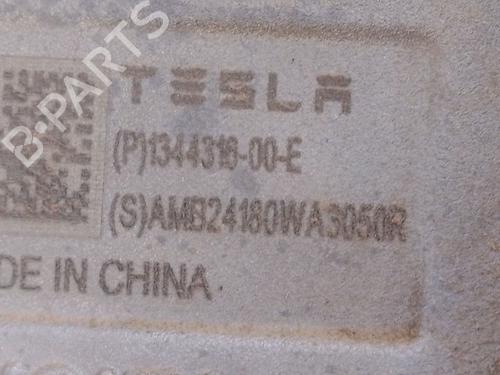 B-PARTS
TESLA
(P)1344316-00-E
(S)AMB24180WA3050R
DE IN CHINA